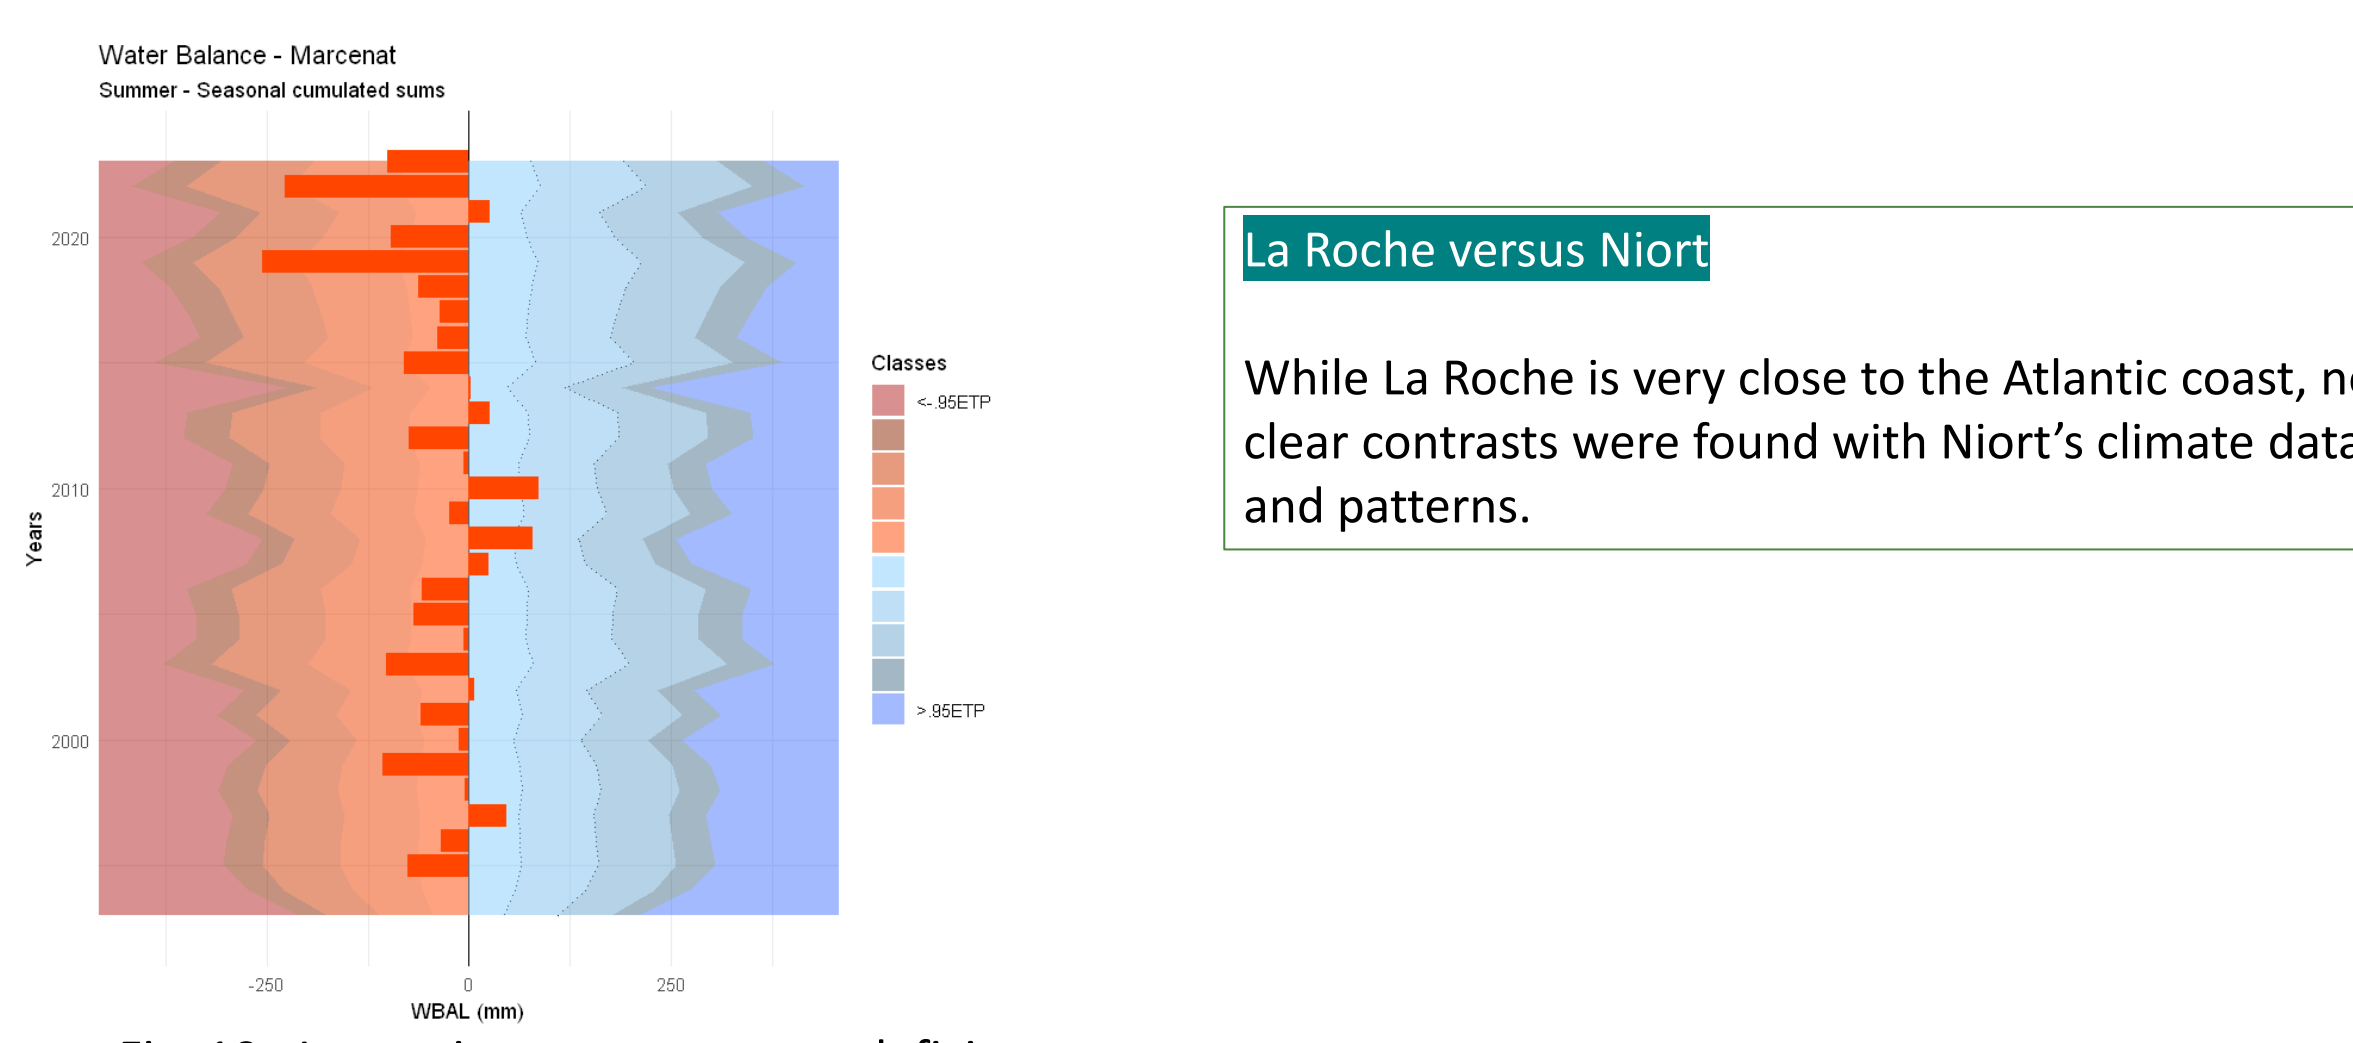 Water Balance - Marcenat
Summer - Seasonal cumulated sums
2020
2010
2000
Years
-250
0
250
WBAL (mm)
Classes
<-.95ETP
>.95ETP
La Roche versus Niort
While La Roche is very close to the Atlantic coast,
clear contrasts were found with Niort’s climate data
and patterns.